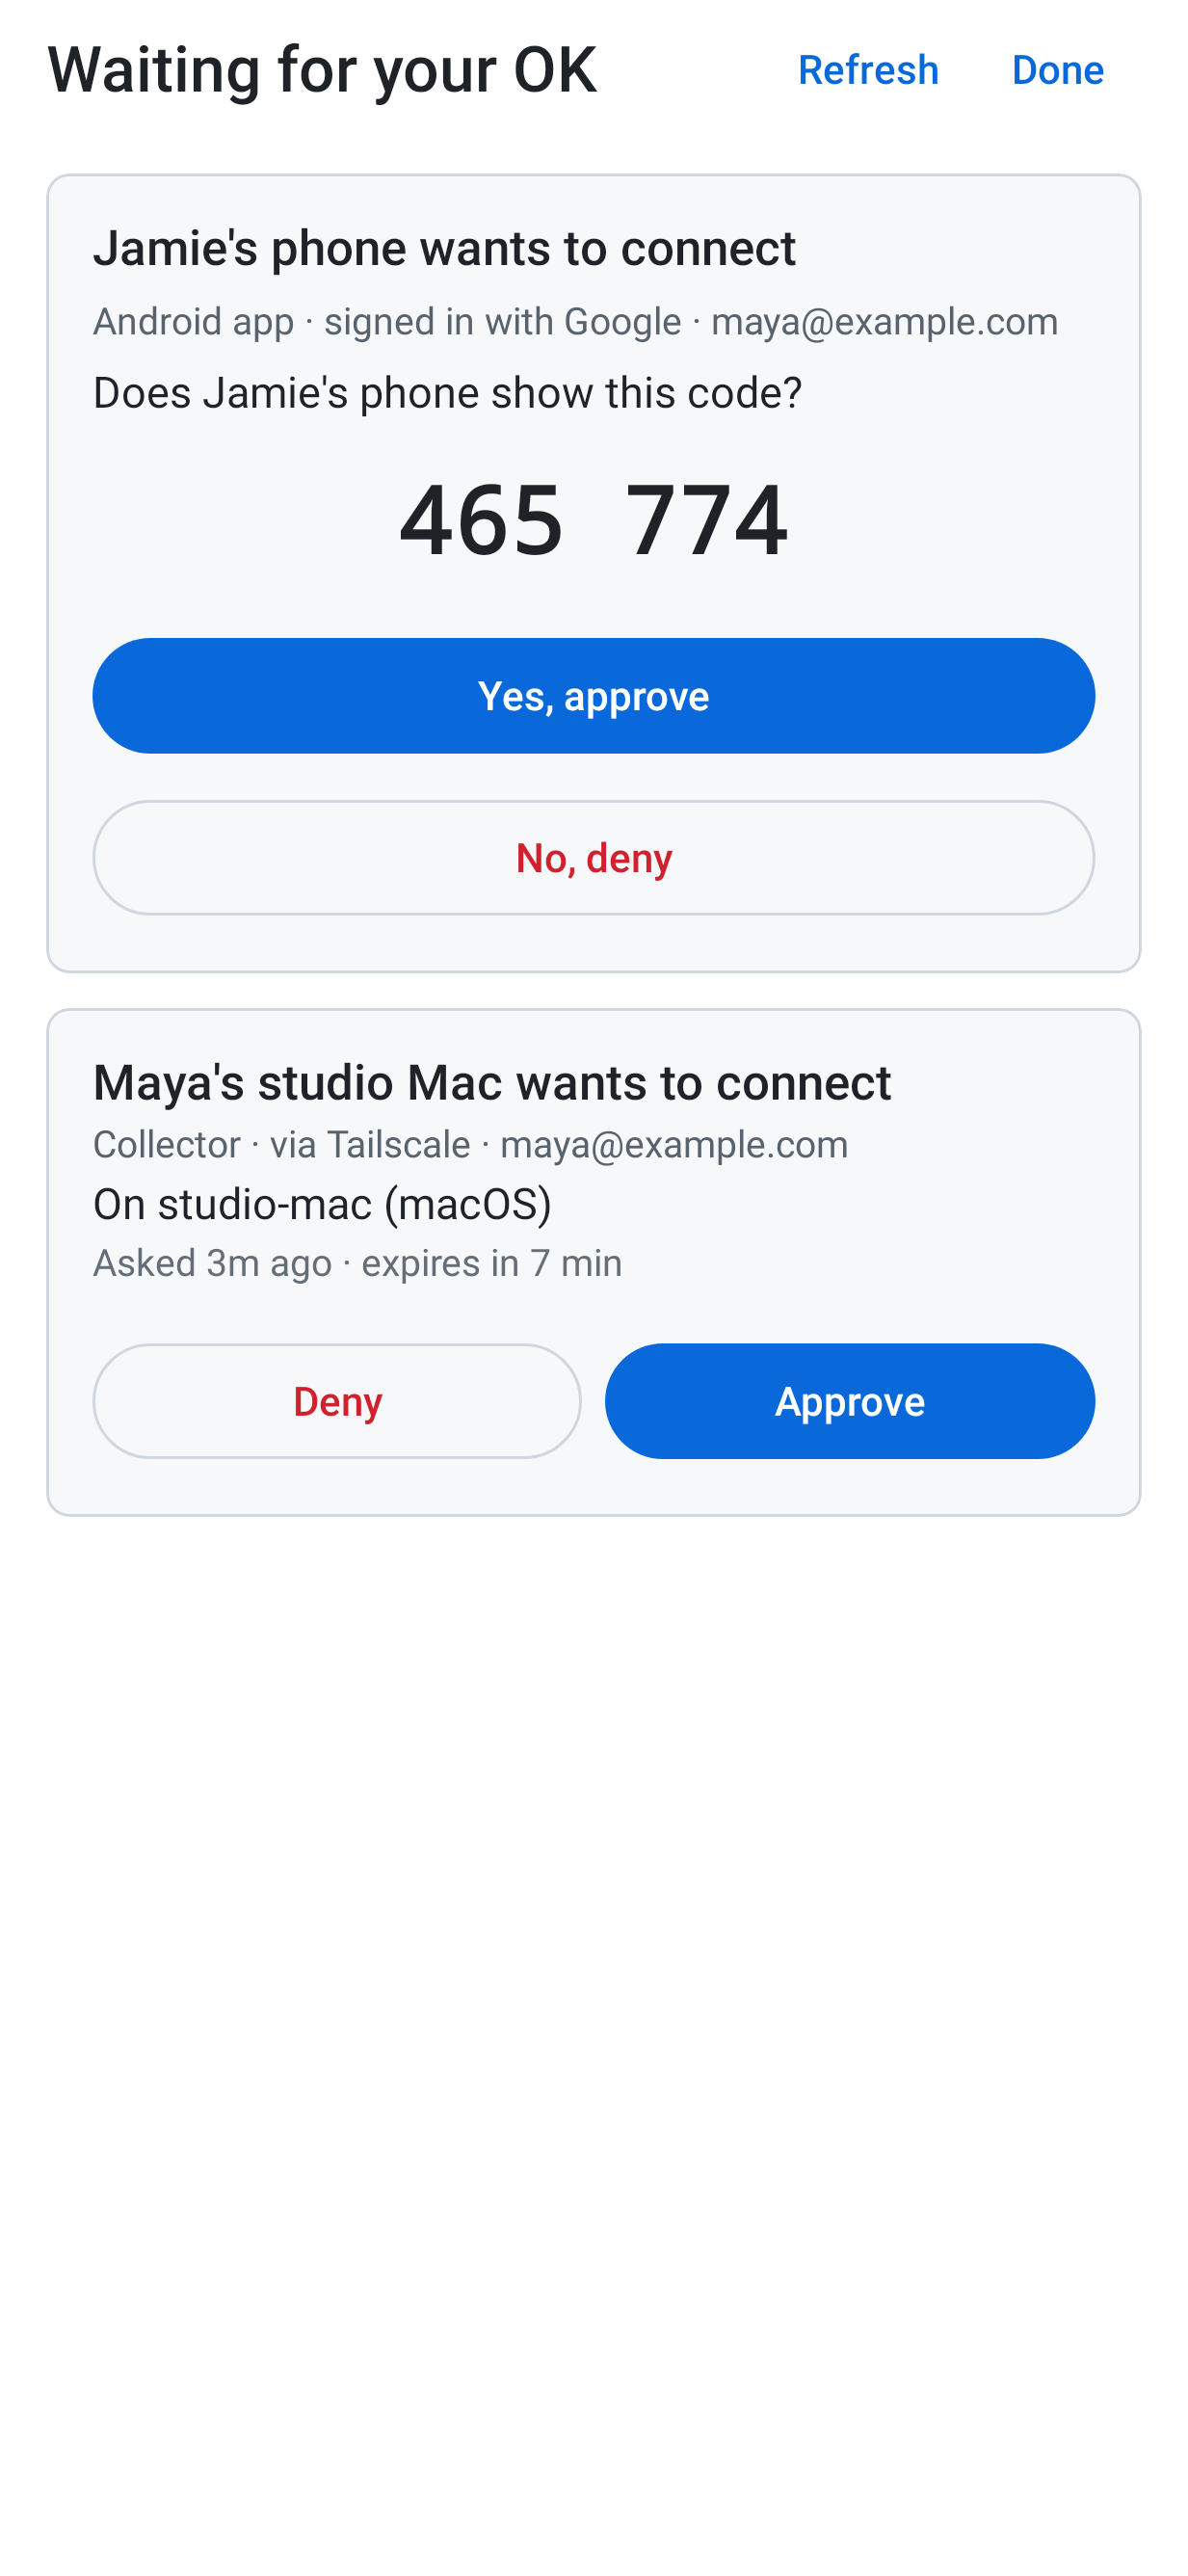 Waiting for your OK
Refresh
Done
Jamie's phone wants to connect
Android app · signed in with Google · maya@example.com
Does Jamie's phone show this code?
465 774
Yes, approve
No, deny
Maya's studio Mac wants to connect
Collector · via Tailscale · maya@example.com
On studio-mac (macOS)
Asked 3m ago · expires in 7 min
Deny
Approve